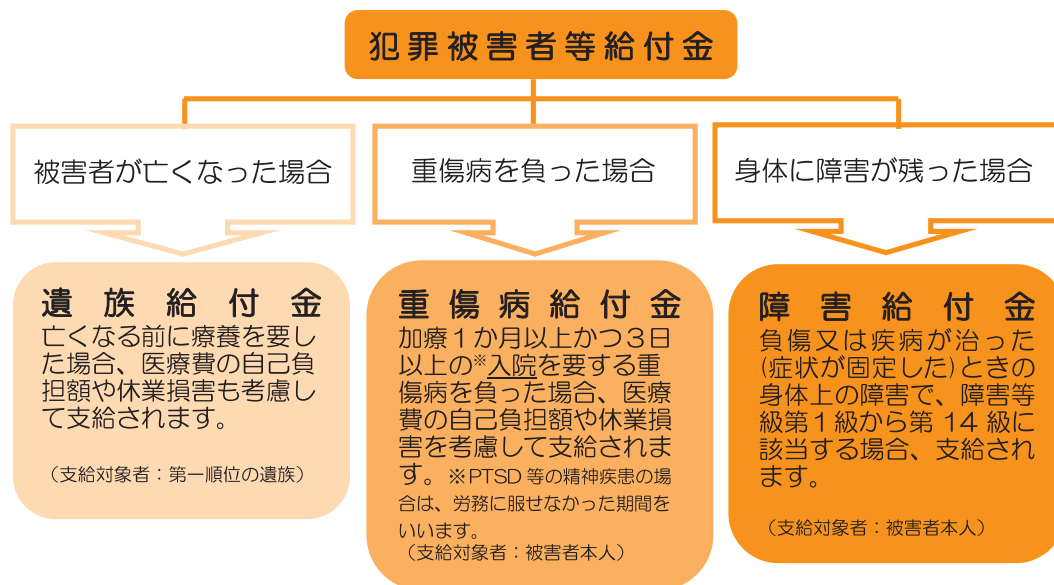 犯罪被害者等給付金
被害者が亡くなった場合
重傷病を負った場合
身体に障害が残った場合
遺族給付金
亡くなる前に療養を要し
た場合、医療費の自己負
担額や休業損害も考慮し
て支給されます。
（支給対象者：第一順位の遺族）
重傷病給付金
加療１か月以上かつ３日
以上の※入院を要する重
傷病を負った場合、医療
費の自己負担額や休業損
害を考慮して支給されま
す。※PTSD 等の精神疾患の場
合は、労務に服せなかった期間を
いいます。
（支給対象者：被害者本人）
障害給付金
負傷又は疾病が治った
(症状が固定した)ときの
身体上の障害で、障害等
級第１級から第 14 級に
該当する場合、支給され
ます。
（支給対象者：被害者本人）